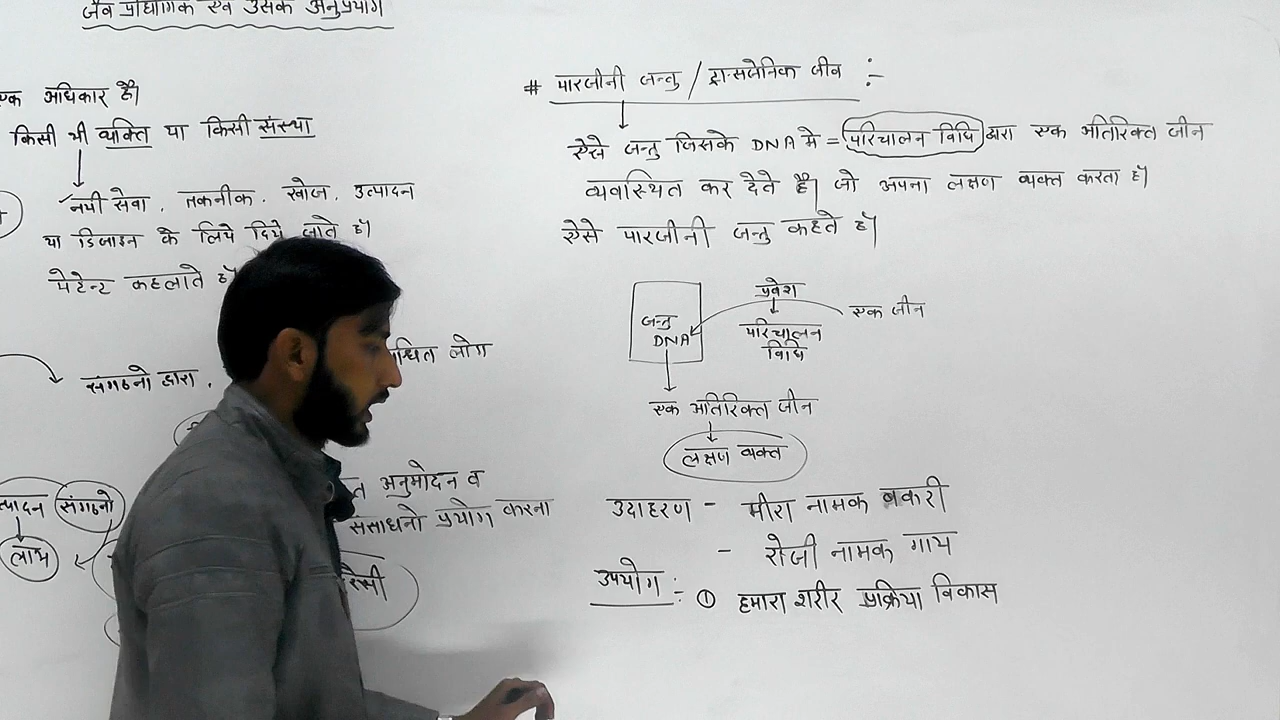 जैव प्रौद्योगिक एवं उसके अनुप्रयोग
एक अधिकार है।
किसी भी व्यक्ति या किसी संस्था
नयी सेवा, तकनीक, खोज, उत्पादन
या डिजाइन के लिये दिये जाते हैं।
पेटेन्ट कहलाते हैं
लोग
संगठनो द्वारा,
अनुमोदन व
संसाधनो प्रयोग करना
संगठनो
लाभ
# पारजीनी जन्तु / ट्रान्सजेनिक जीव :-
ऐसे जन्तु जिसके DNA मे = परिचालन विधि द्वारा एक अतिरिक्त जीन
व्यवस्थित कर देते हैं। जो अपना लक्षण व्यक्त करता हैं।
ऐसे पारजीनी जन्तु कहते हैं।
जन्तु
DNA
प्रवेश
परिचालन
विधि
एक जीन
एक अतिरिक्त जीन
लक्षण व्यक्त
उदाहरण - मीरा नामक बकरी
- रोजी नामक गाय
उपयोग :- ① हमारा शरीर प्रक्रिया विकास